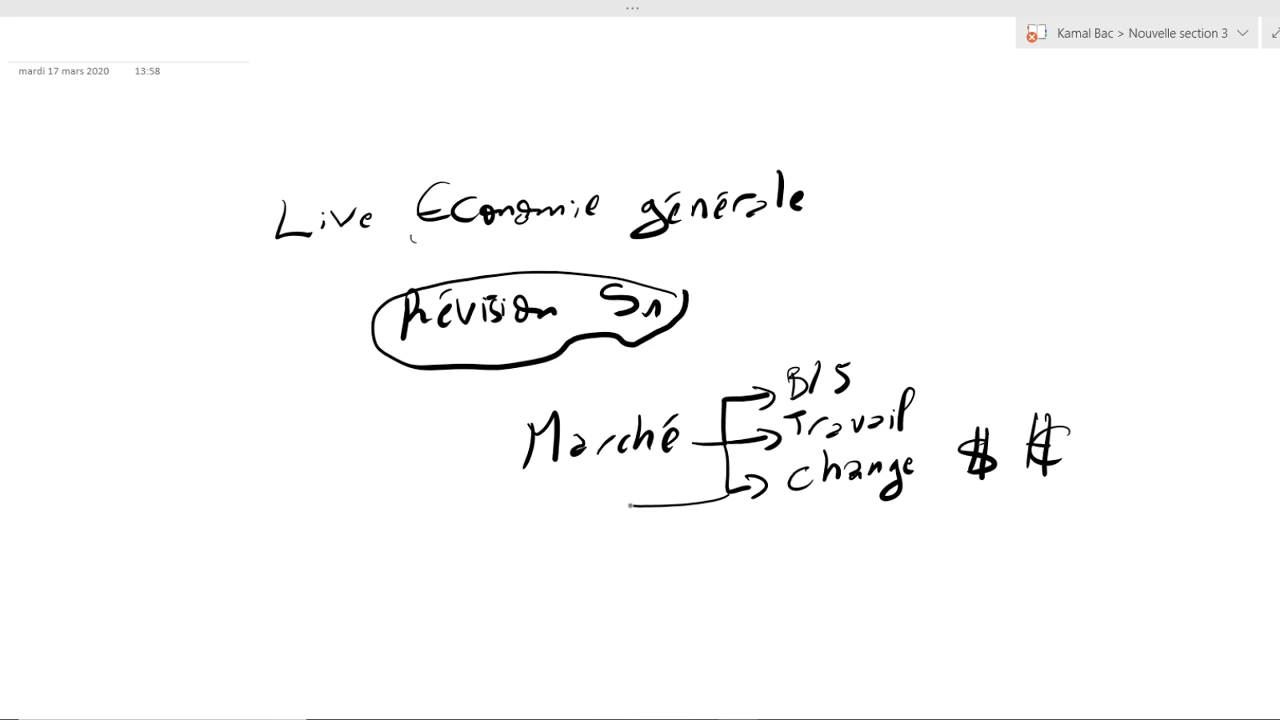 Kamal Bac > Nouvelle section 3
mardi 17 mars 2020 13:58
Live Economie générale
Révision S1
B/S
Marché Travail
change $ €